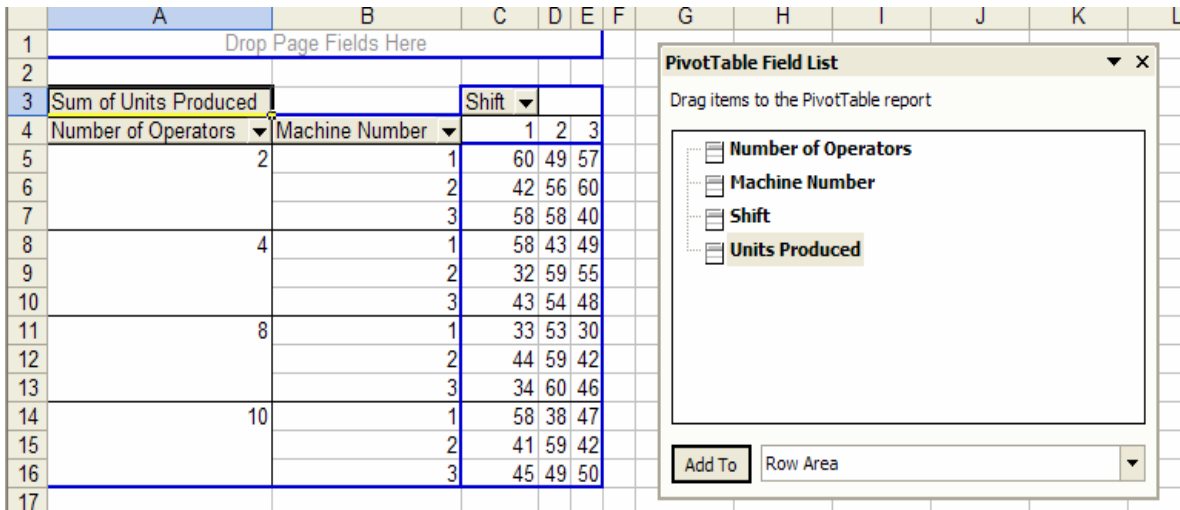 A B C D E F G H I J K L
1 Drop Page Fields Here
2
3 Sum of Units Produced Shift
4 Number of Operators Machine Number 1 2 3
5 2 1 60 49 57
6 2 42 56 60
7 3 58 58 40
8 4 1 58 43 49
9 2 32 59 55
10 3 43 54 48
11 8 1 33 53 30
12 2 44 59 42
13 3 34 60 46
14 10 1 58 38 47
15 2 41 59 42
16 3 45 49 50
17
PivotTable Field List
Drag items to the PivotTable report
Number of Operators
Machine Number
Shift
Units Produced
Add To Row Area